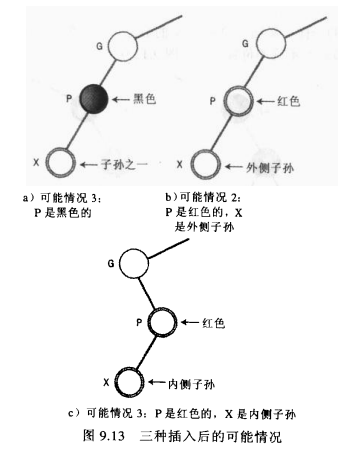 G
G
P
黑色
P
红色
X
子孙之一
X
外侧子孙
a）可能情况 3：
P 是黑色的
b）可能情况 2：
P 是红色的，X
是外侧子孙
G
P
红色
X
内侧子孙
c）可能情况 3：P 是红色的，X 是内侧子孙
图 9.13 三种插入后的可能情况